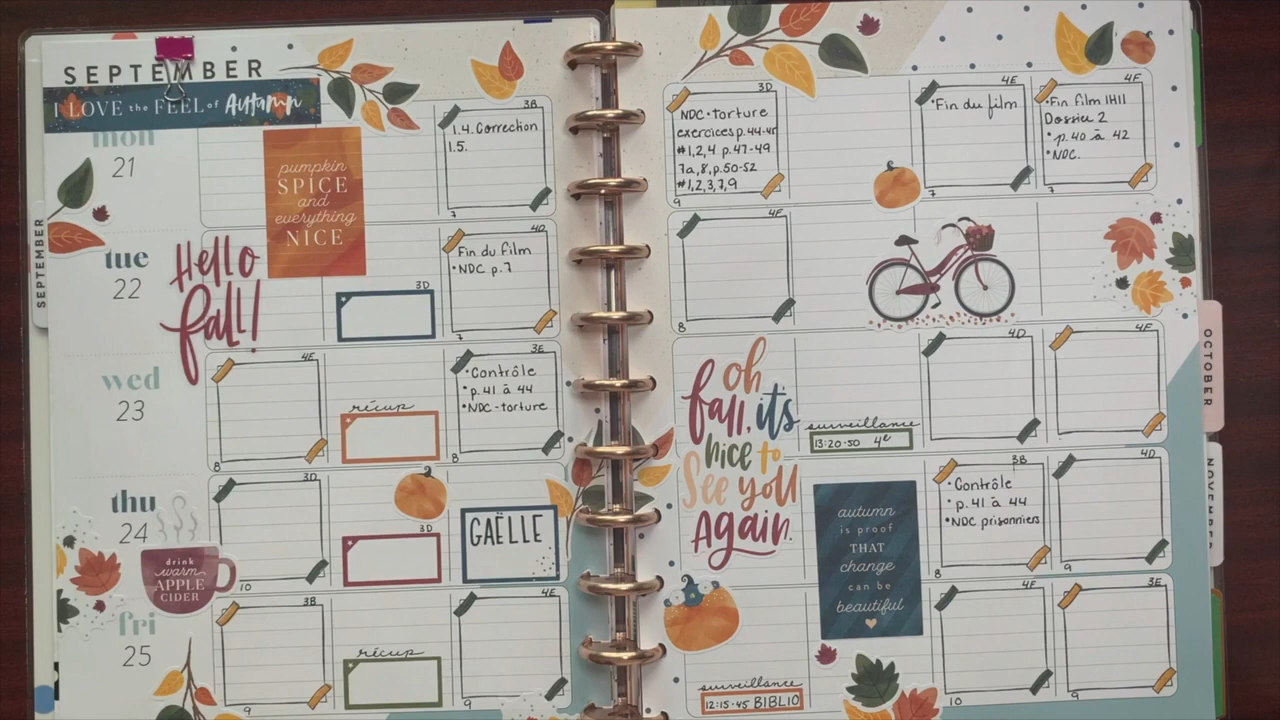 SEPTEMBER
I LOVE the FEEL of Autumn
mon
21
pumpkin
SPICE
and
everything
NICE
3B
1.4. Correction
1.5.
7
3D
NDC • torture
exercices p.44-45
#1,2,4 p.47-49
7a,8,p.50-52
#1,2,3,7,9
9
4E
•Fin du film
7
4F
•Fin film 1H11
Dossier 2
•p.40 à 42
•NDC.
7
SEPTEMBER
tue
22
Hello
fall!
3D
4D
Fin du film
•NDC p.7
7
4F
8
wed
23
4E
8
récup
3E
•Contrôle
•p.41 à 44
•NDC-torture
8
oh
fall, it's
nice to
See you
Again.
surveillance
13:20-50 4e
4D
4F
OCTOBER
thu
24
drink
warm
APPLE
CIDER
3D
10
3D
GAËLLE
autumn
is proof
THAT
change
can be
beautiful
3B
•Contrôle
•p.41 à 44
•NDC prisonniers
8
4D
9
NOVEMBER
fri
25
3B
9
récup
4E
9
surveillance
12:15-45 BIBLIO
4F
10
3E
9